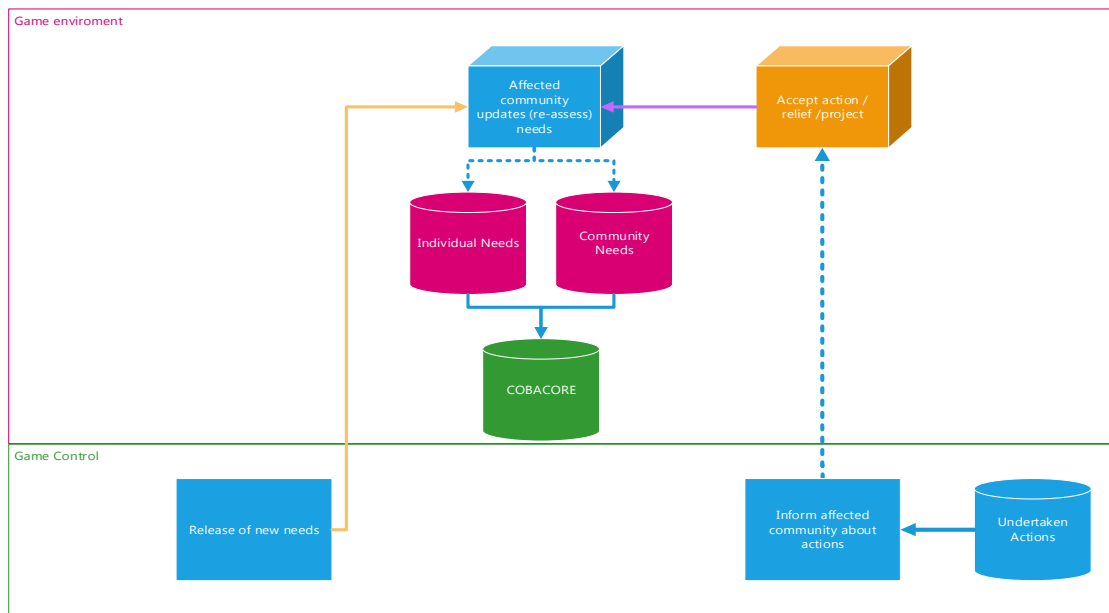 Game enviroment
Affected
community
updates (re-assess)
needs
Accept action /
relief /project
Individual Needs
Community
Needs
COBACORE
Game Control
Release of new needs
Inform affected
community about
actions
Undertaken
Actions